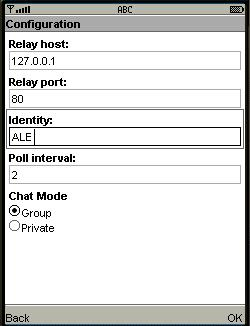 ABC
Configuration
Relay host:
127.0.0.1
Relay port:
80
Identity:
ALE
Poll interval:
2
Chat Mode
Group
Private
Back OK